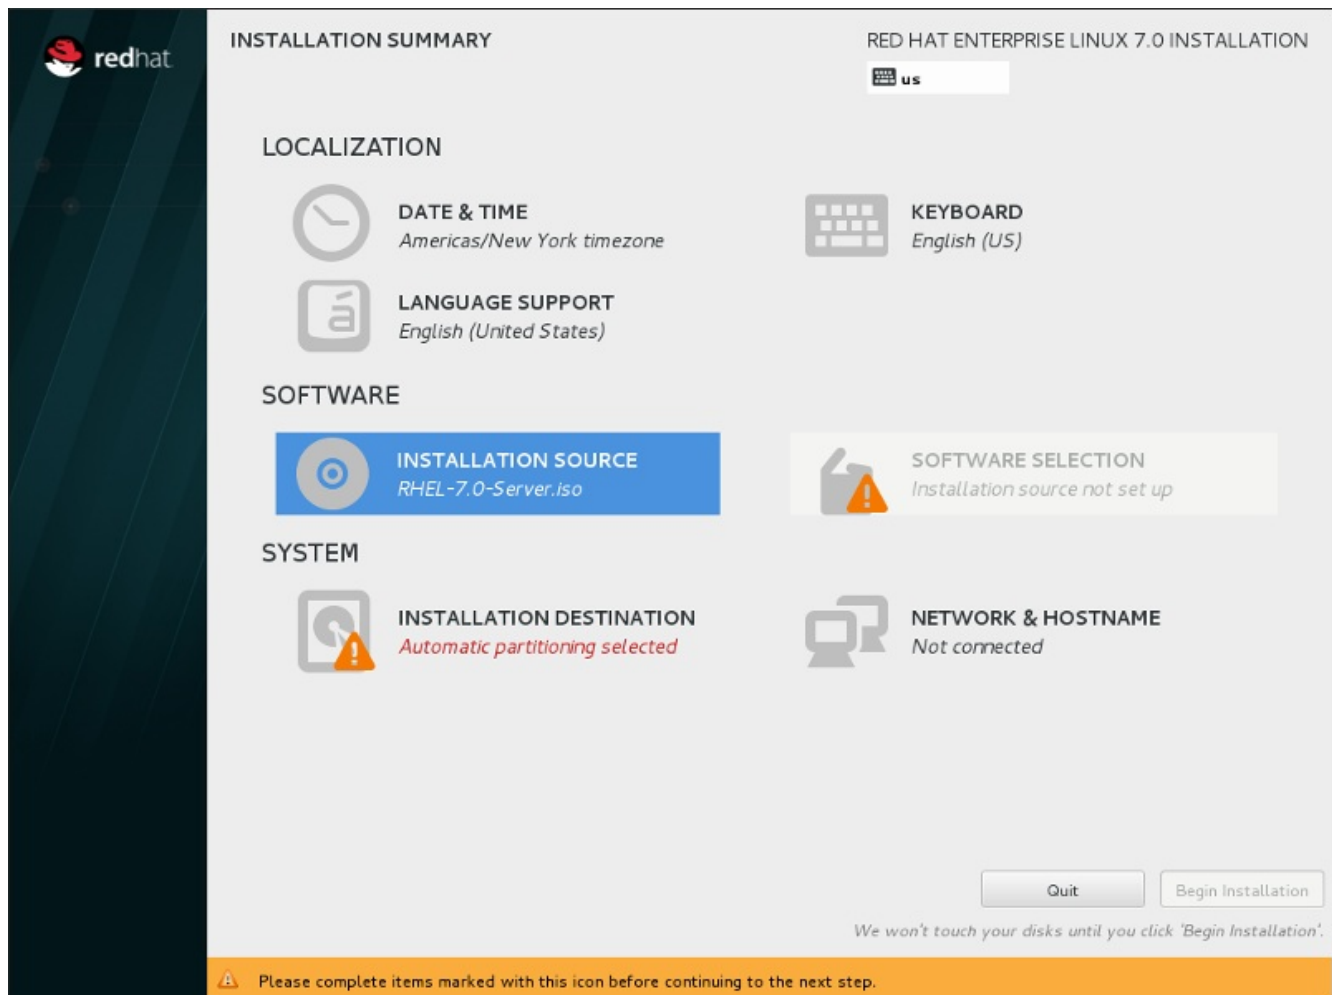 redhat.
INSTALLATION SUMMARY
RED HAT ENTERPRISE LINUX 7.0 INSTALLATION
us
LOCALIZATION
DATE & TIME
Americas/New York timezone
KEYBOARD
English (US)
á
LANGUAGE SUPPORT
English (United States)
SOFTWARE
INSTALLATION SOURCE
RHEL-7.0-Server.iso
SOFTWARE SELECTION
Installation source not set up
SYSTEM
INSTALLATION DESTINATION
Automatic partitioning selected
NETWORK & HOSTNAME
Not connected
Quit
Begin Installation
We won't touch your disks until you click 'Begin Installation'.
Please complete items marked with this icon before continuing to the next step.